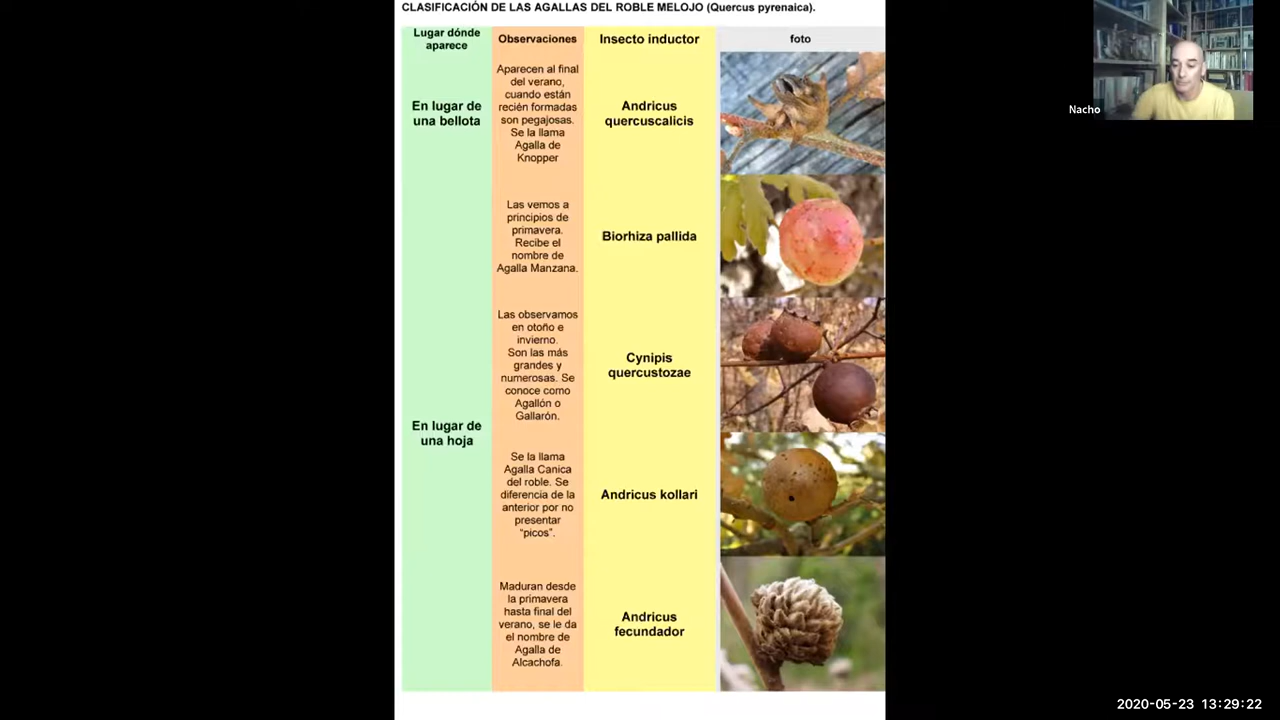 CLASIFICACIÓN DE LAS AGALLAS DEL ROBLE MELOJO (Quercus pyrenaica).
Lugar dónde
aparece
Observaciones
Insecto inductor
foto
En lugar de
una bellota
Aparecen al final
del verano,
cuando están
recién formadas
son pegajosas.
Se la llama
Agalla de
Knopper
Andricus
quercuscalicis
En lugar de
una hoja
Las vemos a
principios de
primavera.
Recibe el
nombre de
Agalla Manzana.
Biorhiza pallida
Las observamos
en otoño e
invierno.
Son las más
grandes y
numerosas. Se
conoce como
Agallón o
Gallarón.
Cynipis
quercustozae
Se la llama
Agalla Canica
del roble. Se
diferencia de la
anterior por no
presentar
“picos”.
Andricus kollari
Maduran desde
la primavera
hasta final del
verano, se le da
el nombre de
Agalla de
Alcachofa.
Andricus
fecundador
Nacho
2020-05-23 13:29:22